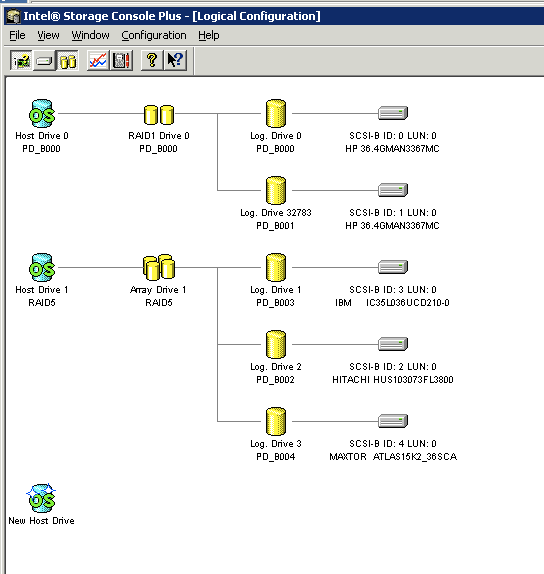 Intel® Storage Console Plus - [Logical Configuration]
File View Window Configuration Help
Host Drive 0
PD_B000
RAID1 Drive 0
PD_B000
Log. Drive 0
PD_B000
SCSI-B ID: 0 LUN: 0
HP 36.4GMAN3367MC
Log. Drive 32783
PD_B001
SCSI-B ID: 1 LUN: 0
HP 36.4GMAN3367MC
Host Drive 1
RAID5
Array Drive 1
RAID5
Log. Drive 1
PD_B003
SCSI-B ID: 3 LUN: 0
IBM IC35L036UCD210-0
Log. Drive 2
PD_B002
SCSI-B ID: 2 LUN: 0
HITACHI HUS103073FL3800
Log. Drive 3
PD_B004
SCSI-B ID: 4 LUN: 0
MAXTOR ATLAS15K2_36SCA
New Host Drive